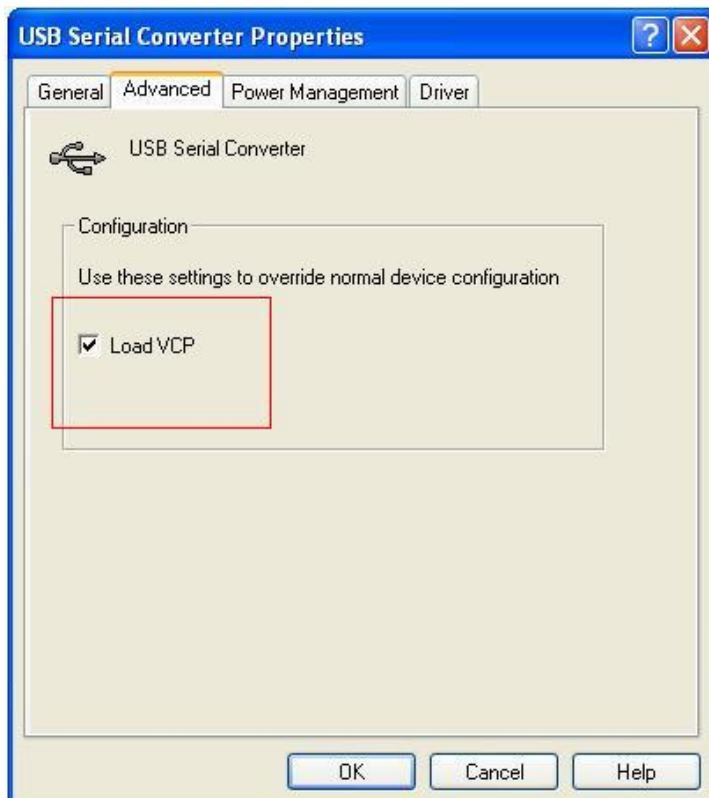 USB Serial Converter Properties
General Advanced Power Management Driver
USB Serial Converter
Configuration
Use these settings to override normal device configuration
Load VCP
OK Cancel Help